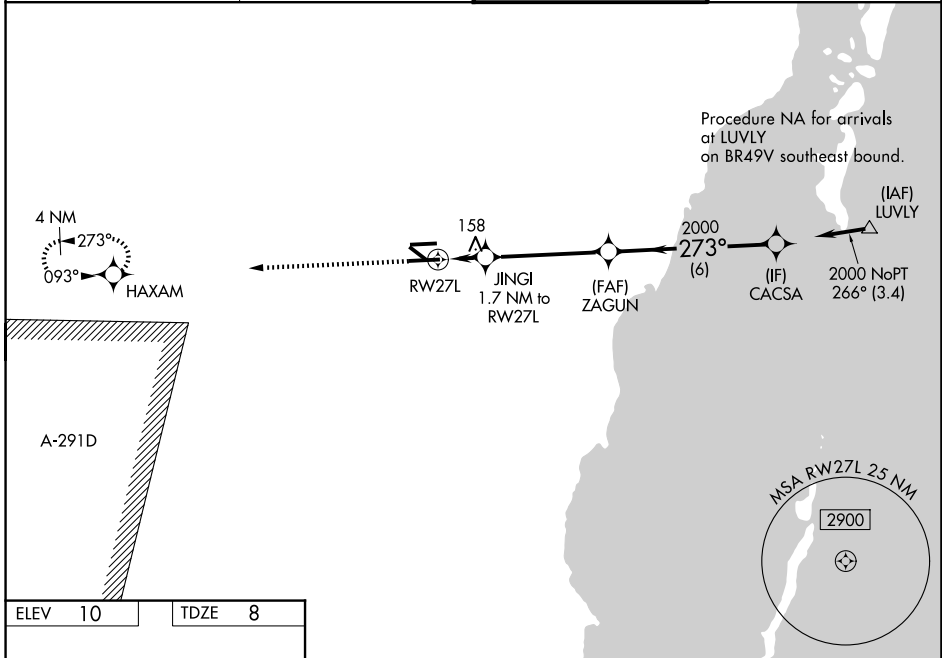 Procedure NA for arrivals
at LUVLY
on BR49V southeast bound.
(IAF)
LUVLY
4 NM
273°
093°
HAXAM
158
RW27L
JINGI
1.7 NM to
RW27L
(FAF)
ZAGUN
2000
273°
(6)
(IF)
CACSA
2000 NoPT
266° (3.4)
A-291D
MSA RW27L 25 NM
2900
ELEV 10
TDZE 8